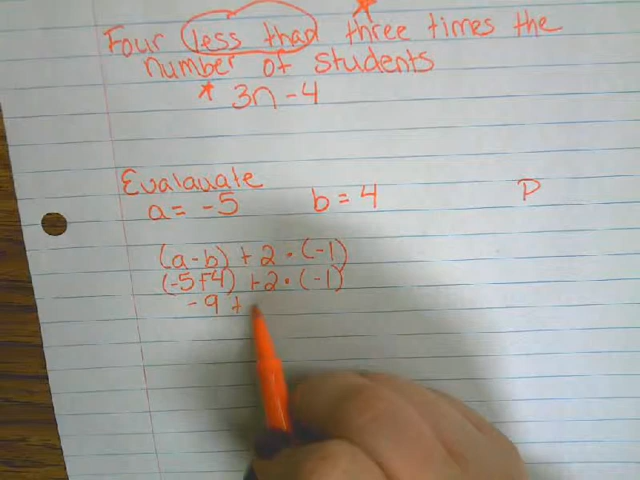 Four less than three times the
number of students
* 3n - 4
Evalauate
a = -5 b = 4 P
(a - b) + 2 · (-1)
(-5 + 4) + 2 · (-1)
-9 +